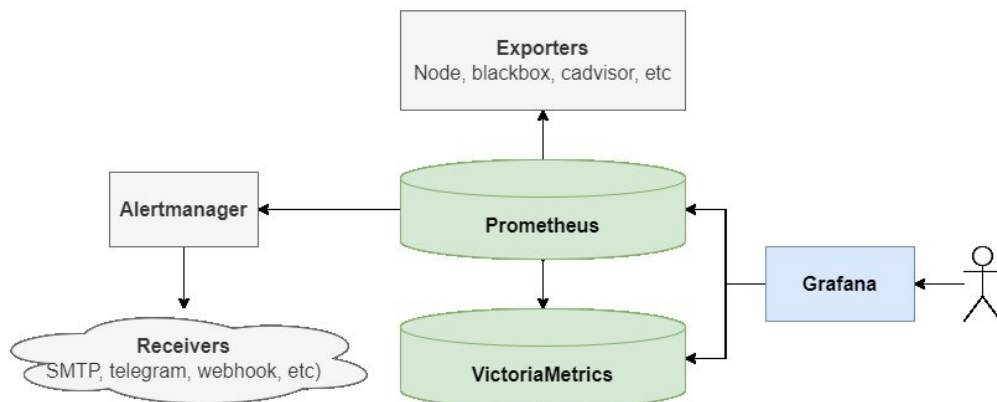 Exporters
Node, blackbox, cadvisor, etc
Alertmanager
Prometheus
Grafana
Receivers
SMTP, telegram, webhook, etc)
VictoriaMetrics